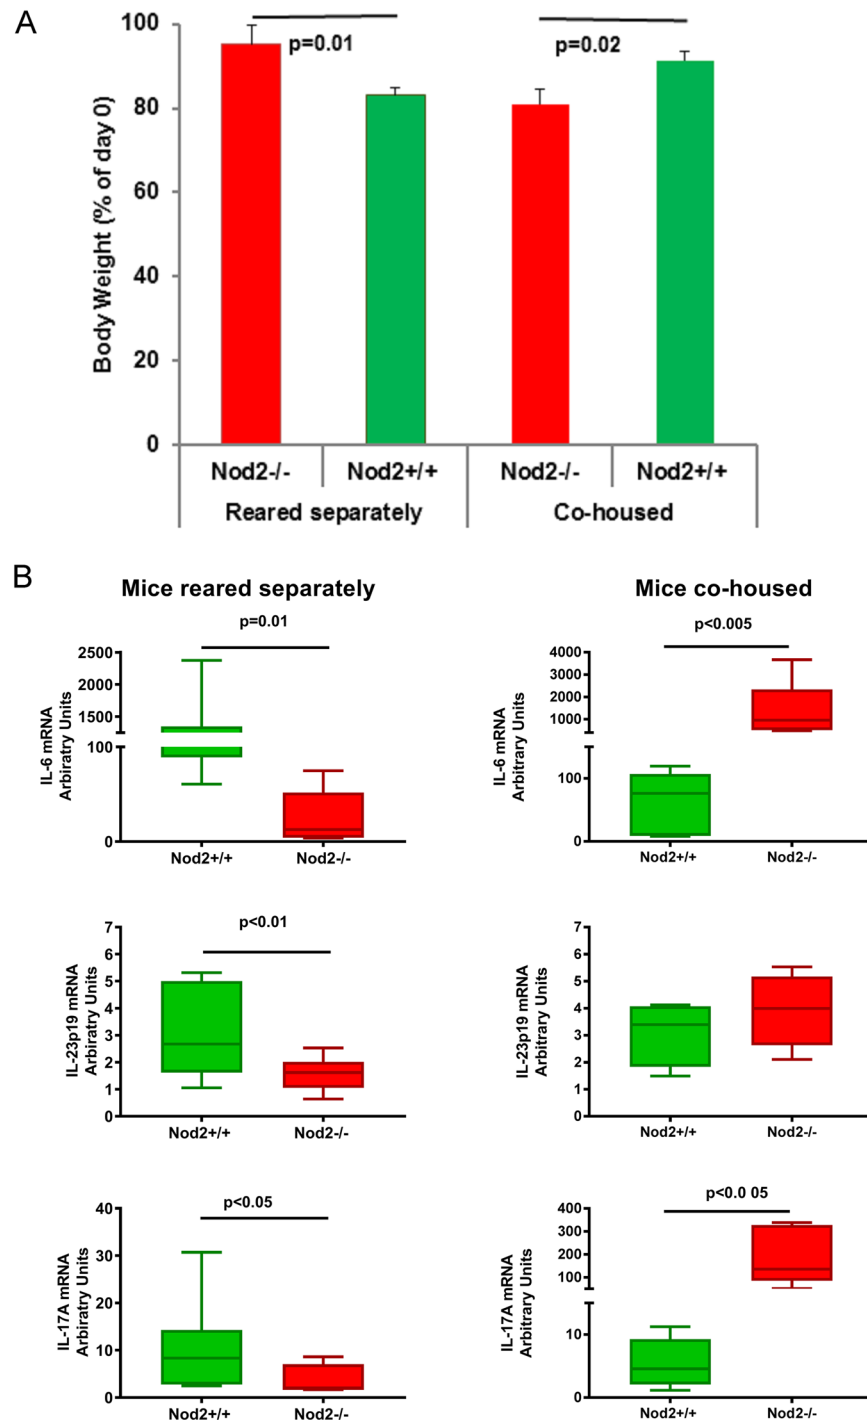 A
Body Weight (% of day 0)
100
80
60
40
20
0
p=0.01
p=0.02
Nod2-/-
Nod2+/+
Nod2-/-
Nod2+/+
Reared separately
Co-housed
B
Mice reared separately
Mice co-housed
p=0.01
IL-6 mRNA
Arbiratry Units
2500
1500
100
0
Nod2+/+
Nod2-/-
p<0.005
IL-6 mRNA
Arbitrary Units
4000
3000
2000
1000
100
0
Nod2+/+
Nod2-/-
p<0.01
IL-23p19 mRNA
Arbiratry Units
7
6
5
4
3
2
1
0
Nod2+/+
Nod2-/-
IL-23p19 mRNA
Arbitrary Units
7
6
5
4
3
2
1
0
Nod2+/+
Nod2-/-
p<0.05
IL-17A mRNA
Arbiratry Units
40
30
20
10
0
Nod2+/+
Nod2-/-
p<0.0 05
IL-17A mRNA
Arbitrary Units
400
300
200
100
10
0
Nod2+/+
Nod2-/-